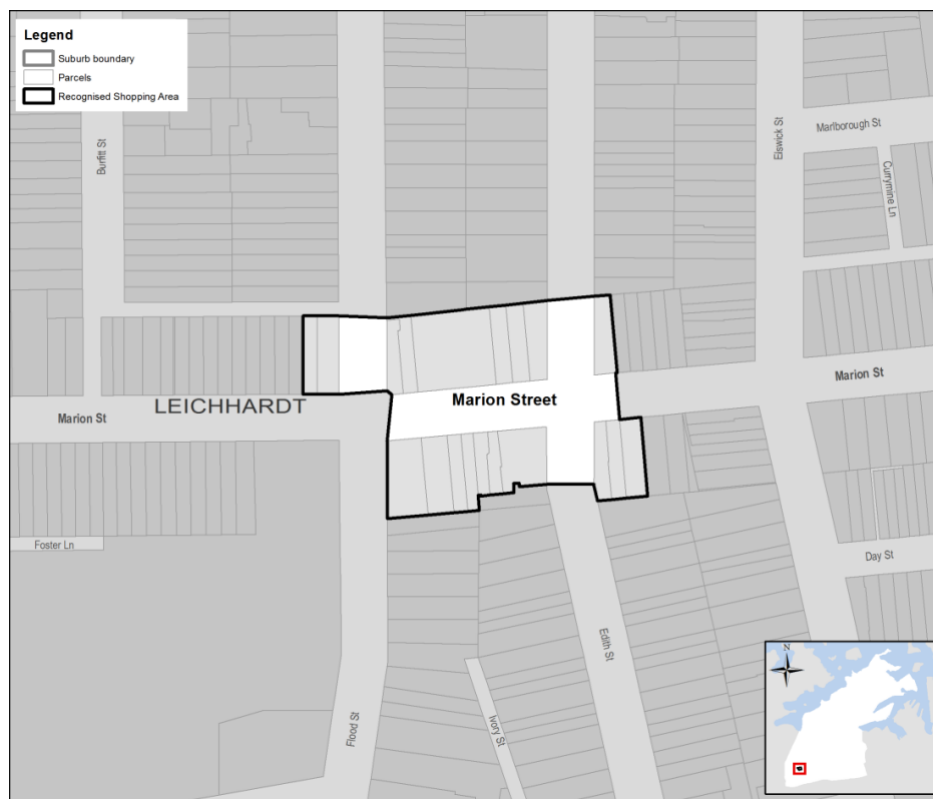 Legend
Suburb boundary
Parcels
Recognised Shopping Area
Burfitt St
Elswick St
Marlborough St
Currymine Ln
Marion St
Marion Street
LEICHHARDT
Marion St
Foster Ln
Day St
Edith St
Ivory St
Flood St
N